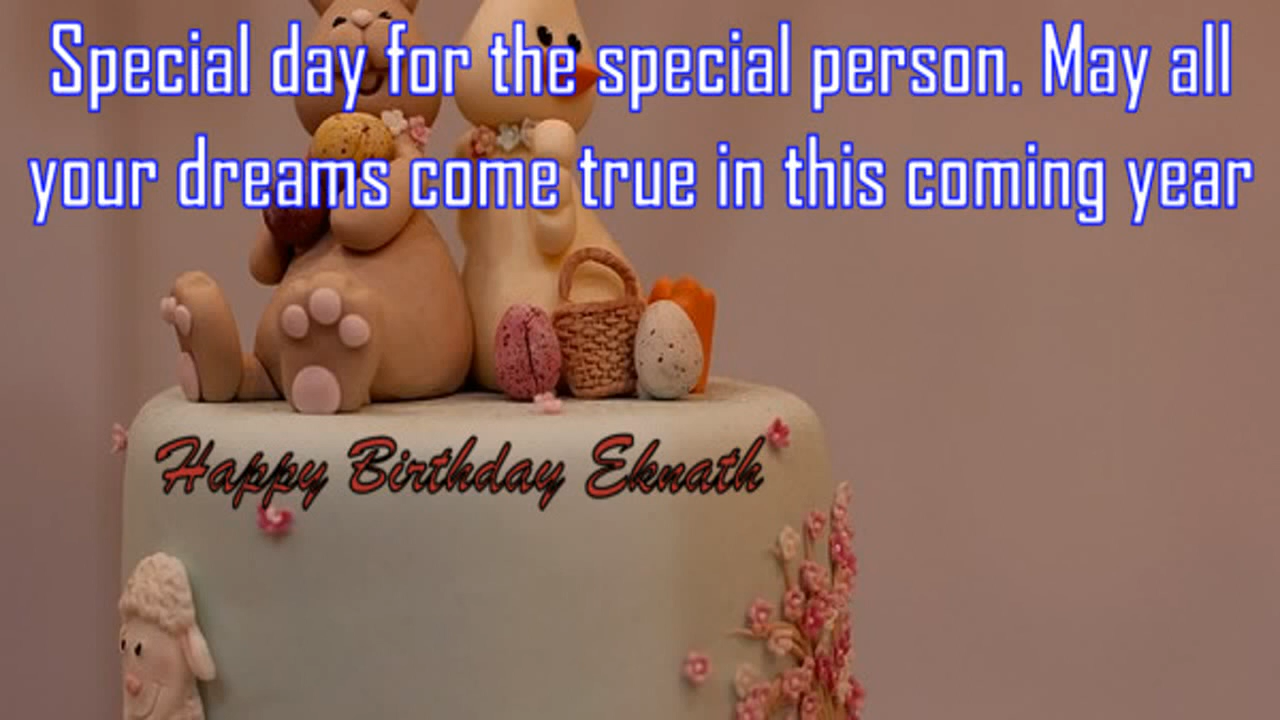 Special day for the special person. May all
your dreams come true in this coming year
Happy Birthday Eknath